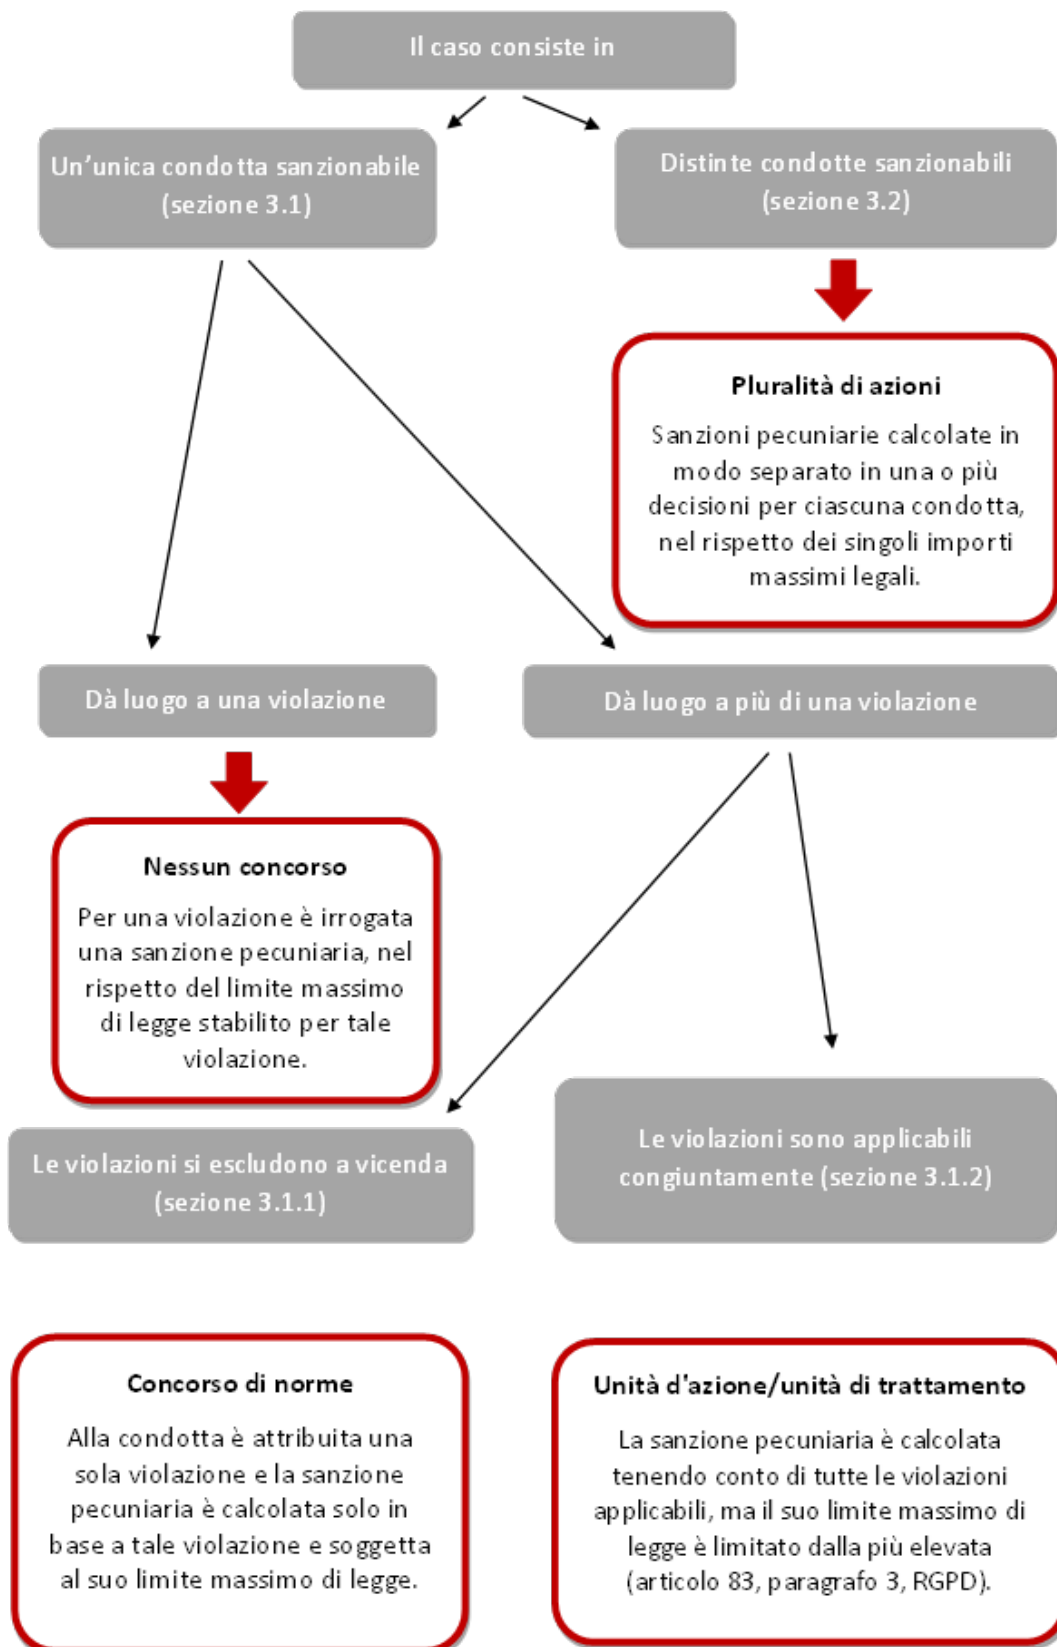 Il caso consiste in
Un'unica condotta sanzionabile
(sezione 3.1)
Distinte condotte sanzionabili
(sezione 3.2)
Pluralità di azioni
Sanzioni pecuniarie calcolate in
modo separato in una o più
decisioni per ciascuna condotta,
nel rispetto dei singoli importi
massimi legali.
Dà luogo a una violazione
Dà luogo a più di una violazione
Nessun concorso
Per una violazione è irrogata
una sanzione pecuniaria, nel
rispetto del limite massimo
di legge stabilito per tale
violazione.
Le violazioni si escludono a vicenda
(sezione 3.1.1)
Le violazioni sono applicabili
congiuntamente (sezione 3.1.2)
Concorso di norme
Alla condotta è attribuita una
sola violazione e la sanzione
pecuniaria è calcolata solo in
base a tale violazione e soggetta
al suo limite massimo di legge.
Unità d'azione/unità di trattamento
La sanzione pecuniaria è calcolata
tenendo conto di tutte le violazioni
applicabili, ma il suo limite massimo di
legge è limitato dalla più elevata
(articolo 83, paragrafo 3, RGPD).